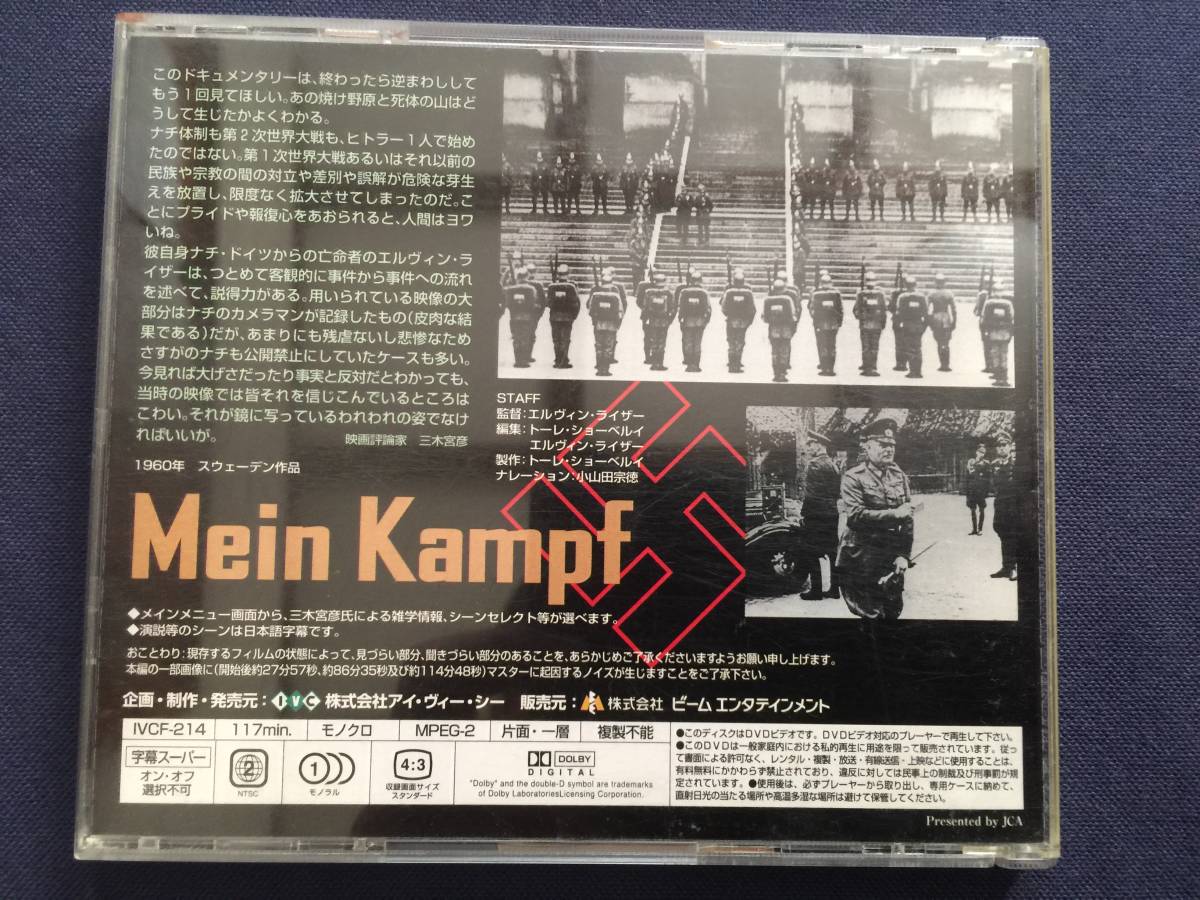 このドキュメンタリーは、終わったら逆まわしして
もう1回見てほしい。あの焼け野原と死体の山はど
うして生じたかよくわかる。
ナチ体制も第2次世界大戦も、ヒトラー1人で始め
たのではない。第1次世界大戦あるいはそれ以前の
民族や宗教の間の対立や差別や誤解が危険な芽生
えを放置し、限度なく拡大させてしまったのだ。こ
とにプライドや報復心をあおられると、人間はヨワ
いね。
彼自身ナチ・ドイツからの亡命者のエルヴィン・ラ
イザーは、つとめて客観的に事件から事件への流れ
を述べて、説得力がある。用いられている映像の大
部分はナチのカメラマンが記録したもの(皮肉な結
果である)だが、あまりにも残虐ないし悲惨なため
さすがのナチも公開禁止にしていたケースも多い。
今見れば大げさだったり事実と反対だとわかっても、
当時の映像では皆それを信じこんでいるところは
こわい。それが鏡に写っているわれわれの姿でなけ
ればいいが。
映画評論家 三木宮彦
1960年 スウェーデン作品
STAFF
監督:エルヴィン・ライザー
編集:トーレ・ショーベルイ
エルヴィン・ライザー
製作:トーレ・ショーベルイ
ナレーション:小山田宗徳
Mein Kampf
◆メインメニュー画面から、三木宮彦氏による雑学情報、シーンセレクト等が選べます。
◆演説等のシーンは日本語字幕です。
おことわり:現存するフィルムの状態によって、見づらい部分、聞きづらい部分のあることを、あらかじめご了承くださいますようお願い申し上げます。
本編の一部画像に(開始後約27分57秒、約86分35秒及び約114分48秒)マスターに起因するノイズが生じますことをご了承下さい。
企画・制作・発売元: IVC 株式会社アイ・ヴィー・シー 販売元: 株式会社 ビーム エンタテインメント
IVCF-214 117min. モノクロ MPEG-2 片面・一層 複製不能
字幕スーパー
オン・オフ
選択不可
2
NTSC
1
モノラル
4:3
収録画面サイズ
スタンダード
DOLBY
DIGITAL
"Dolby" and the double-D symbol are trademarks
of Dolby LaboratoriesLicensing Corporation.
●このディスクはDVDビデオです。DVDビデオ対応のプレーヤーで再生して下さい。
●このDVDは一般家庭内における私的再生に用途を限って販売されています。従っ
て書面による許可なく、レンタル・複製・放送・有線送信・上映などに使用することは、
有料無料にかかわらず禁止されており、違反に対しては民事上の制裁及び刑事罰が規
定されています。●使用後は、必ずプレーヤーから取り出し、専用ケースに納めて、
直射日光の当たる場所や高温多湿な場所は避けて保管してください。
Presented by JCA